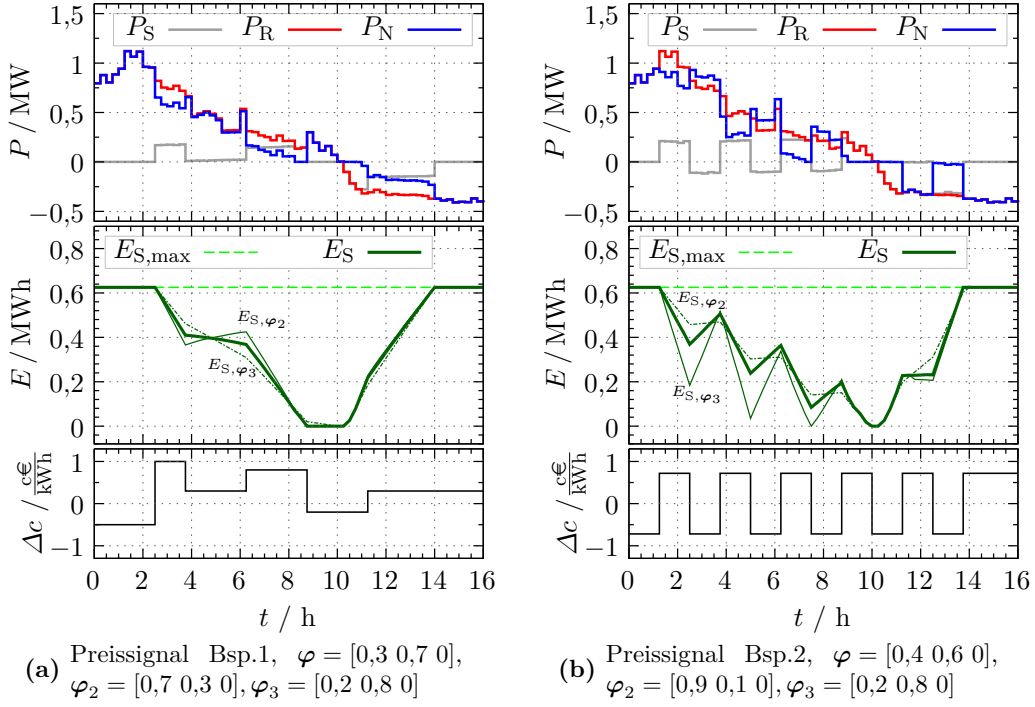 P_S P_R P_N
1,5
1
0,5
0
−0,5
P / MW
E_S,max E_S
0,8
0,6
0,4
0,2
0
E / MWh
E_S,φ₂
E_S,φ₃
1
0
−1
Δc / c€/kWh
0 2 4 6 8 10 12 14 16
t / h
(a) Preissignal Bsp.1, φ = [0,3 0,7 0],
φ₂ = [0,7 0,3 0], φ₃ = [0,2 0,8 0]
P_S P_R P_N
1,5
1
0,5
0
−0,5
P / MW
E_S,max E_S
0,8
0,6
0,4
0,2
0
E / MWh
E_S,φ₂
E_S,φ₃
1
0
−1
Δc / c€/kWh
0 2 4 6 8 10 12 14 16
t / h
(b) Preissignal Bsp.2, φ = [0,4 0,6 0],
φ₂ = [0,9 0,1 0], φ₃ = [0,2 0,8 0]